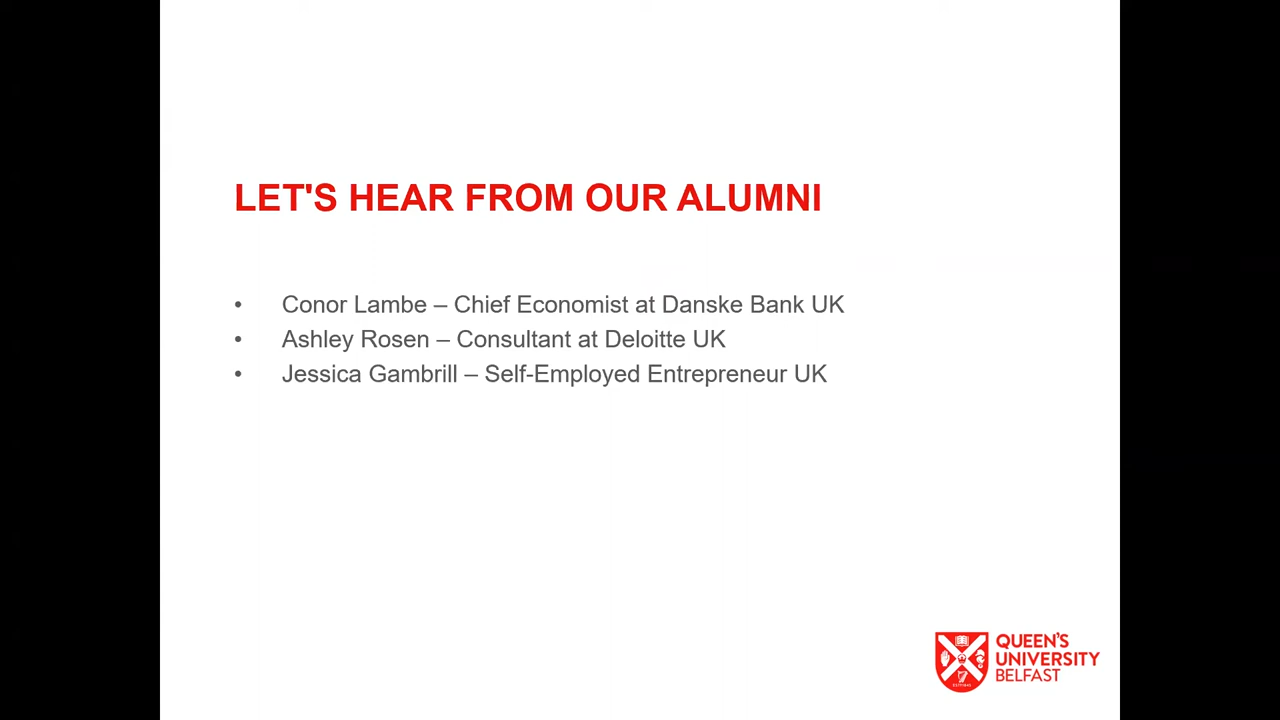 LET'S HEAR FROM OUR ALUMNI
• Conor Lambe – Chief Economist at Danske Bank UK
• Ashley Rosen – Consultant at Deloitte UK
• Jessica Gambrill – Self-Employed Entrepreneur UK
QUEEN'S
UNIVERSITY
BELFAST